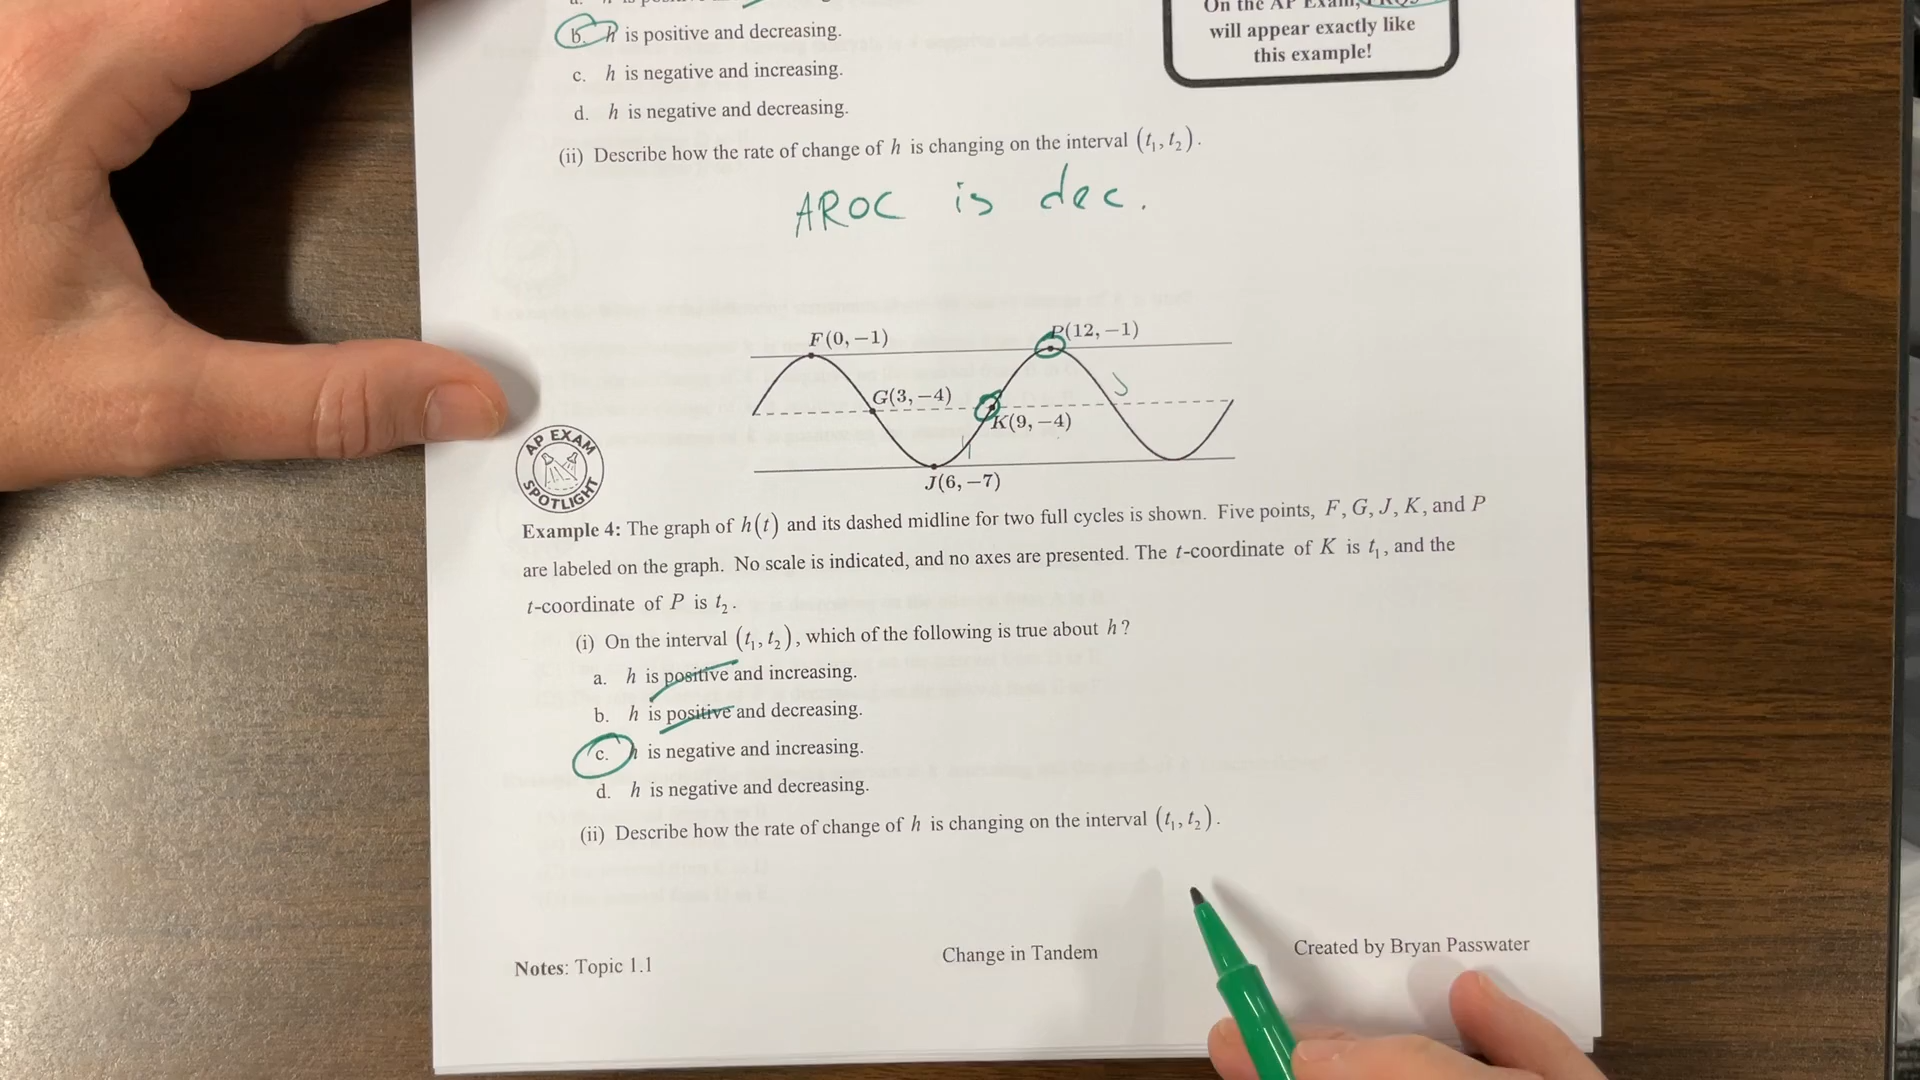 b. h is positive and decreasing.
c. h is negative and increasing.
d. h is negative and decreasing.
On the AP Exam,
will appear exactly like
this example!
(ii) Describe how the rate of change of h is changing on the interval (t₁, t₂).
AROC is dec.
F(0, −1)
P(12, −1)
G(3, −4)
K(9, −4)
J(6, −7)
AP EXAM
SPOTLIGHT
Example 4: The graph of h(t) and its dashed midline for two full cycles is shown. Five points, F, G, J, K, and P
are labeled on the graph. No scale is indicated, and no axes are presented. The t-coordinate of K is t₁, and the
t-coordinate of P is t₂.
(i) On the interval (t₁, t₂), which of the following is true about h?
a. h is positive and increasing.
b. h is positive and decreasing.
c. h is negative and increasing.
d. h is negative and decreasing.
(ii) Describe how the rate of change of h is changing on the interval (t₁, t₂).
Notes: Topic 1.1
Change in Tandem
Created by Bryan Passwater